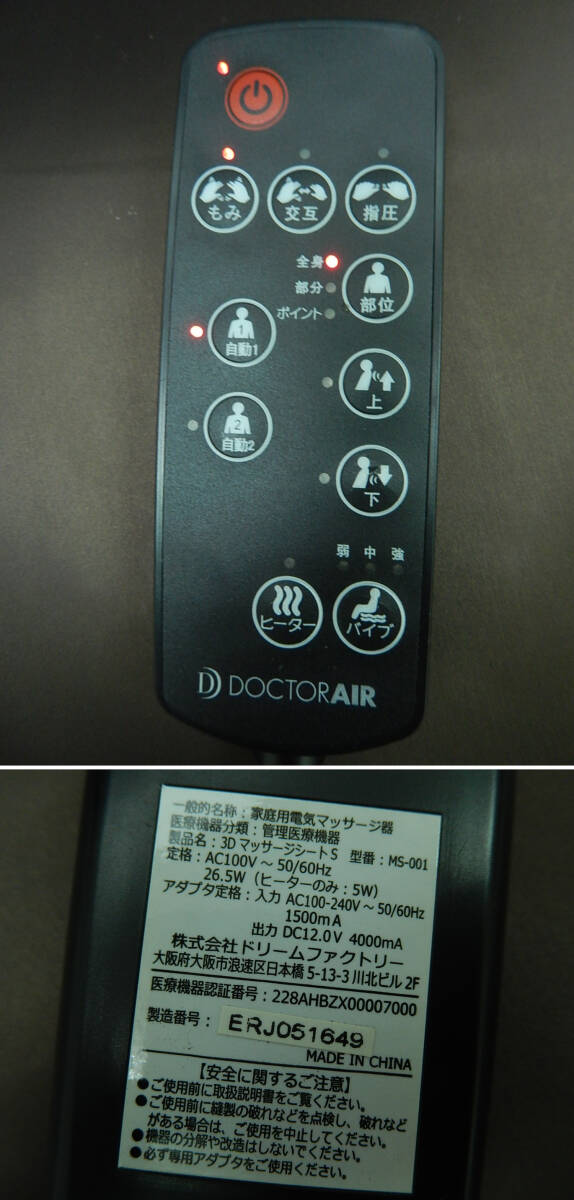 もみ
交互
指圧
全身
部分
ポイント
部位
1
自動1
上
2
自動2
下
弱 中 強
ヒーター
バイブ
DOCTORAIR
一般的名称：家庭用電気マッサージ器
医療機器分類：管理医療機器
製品名：3DマッサージシートS 型番：MS-001
定格：AC100V～50/60Hz
26.5W（ヒーターのみ：5W）
アダプタ定格：入力 AC100-240V～50/60Hz
1500mA
出力 DC12.0V 4000mA
株式会社ドリームファクトリー
大阪府大阪市浪速区日本橋 5-13-3 川北ビル 2F
医療機器認証番号：228AHBZX00007000
製造番号：ERJ051649
MADE IN CHINA
【安全に関するご注意】
●ご使用前に取扱説明書をご覧ください。
●ご使用前に縫製の破れなどを点検し、破れなど
がある場合は、ご使用を中止してください。
●機器の分解や改造はしないでください。
●必ず専用アダプタをご使用ください。